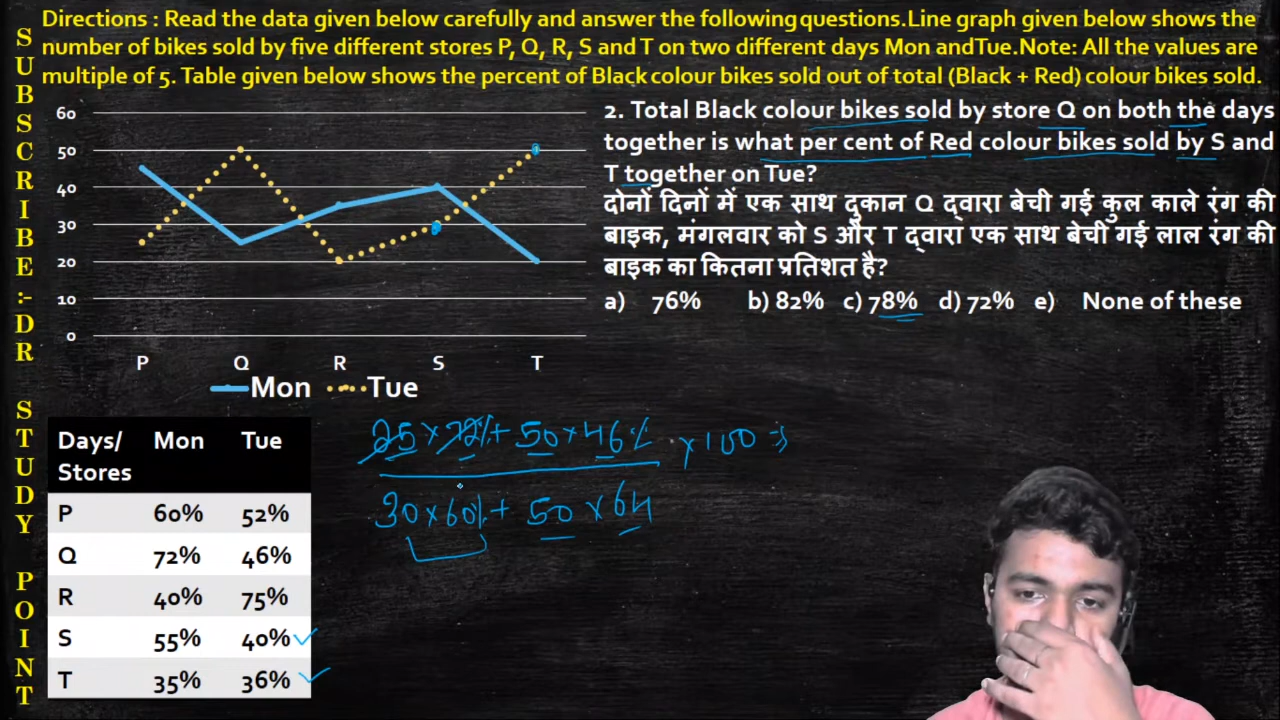 Directions : Read the data given below carefully and answer the following questions.Line graph given below shows the
number of bikes sold by five different stores P, Q, R, S and T on two different days Mon andTue.Note: All the values are
multiple of 5. Table given below shows the percent of Black colour bikes sold out of total (Black + Red) colour bikes sold.
SUBSCRIBE :- DR STUDY POINT
60
50
40
30
20
10
0
P Q R S T
Mon Tue
2. Total Black colour bikes sold by store Q on both the days
together is what per cent of Red colour bikes sold by S and
T together on Tue?
दोनों दिनों में एक साथ दुकान Q द्वारा बेची गई कुल काले रंग की
बाइक, मंगलवार को S और T द्वारा एक साथ बेची गई लाल रंग की
बाइक का कितना प्रतिशत है?
a) 76% b) 82% c) 78% d) 72% e) None of these
Days/ Mon Tue
Stores
P 60% 52%
Q 72% 46%
R 40% 75%
S 55% 40%
T 35% 36%
25 × 72% + 50 × 46% × 100 ⇒
30 × 60% + 50 × 64